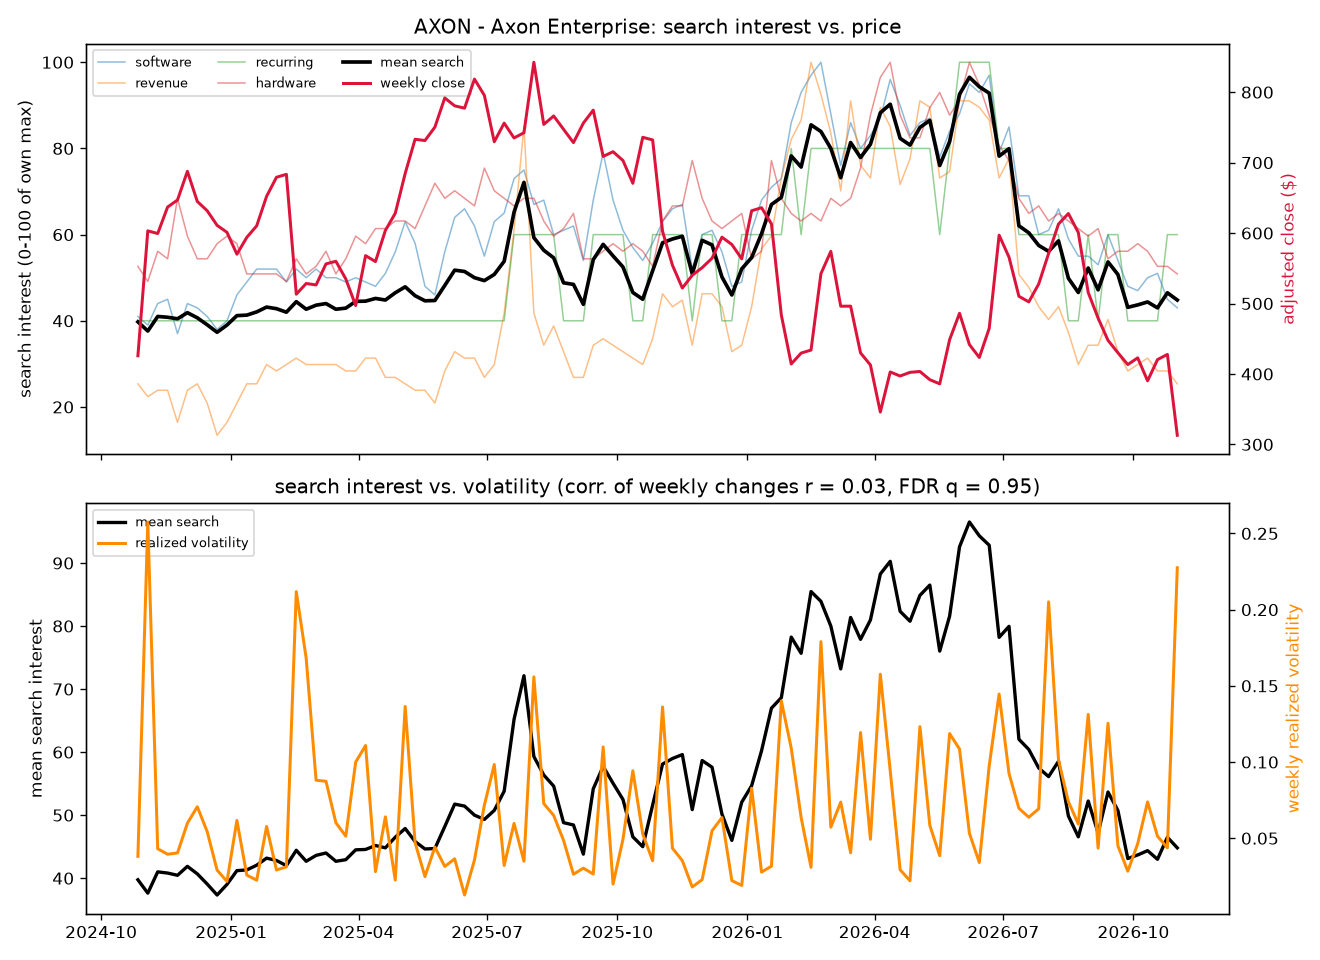 AXON - Axon Enterprise: search interest vs. price
software
revenue
recurring
hardware
mean search
weekly close
search interest (0-100 of own max)
100
80
60
40
20
adjusted close ($)
800
700
600
500
400
300
search interest vs. volatility (corr. of weekly changes r = 0.03, FDR q = 0.95)
mean search
realized volatility
mean search interest
90
80
70
60
50
40
weekly realized volatility
0.25
0.20
0.15
0.10
0.05
2024-10
2025-01
2025-04
2025-07
2025-10
2026-01
2026-04
2026-07
2026-10